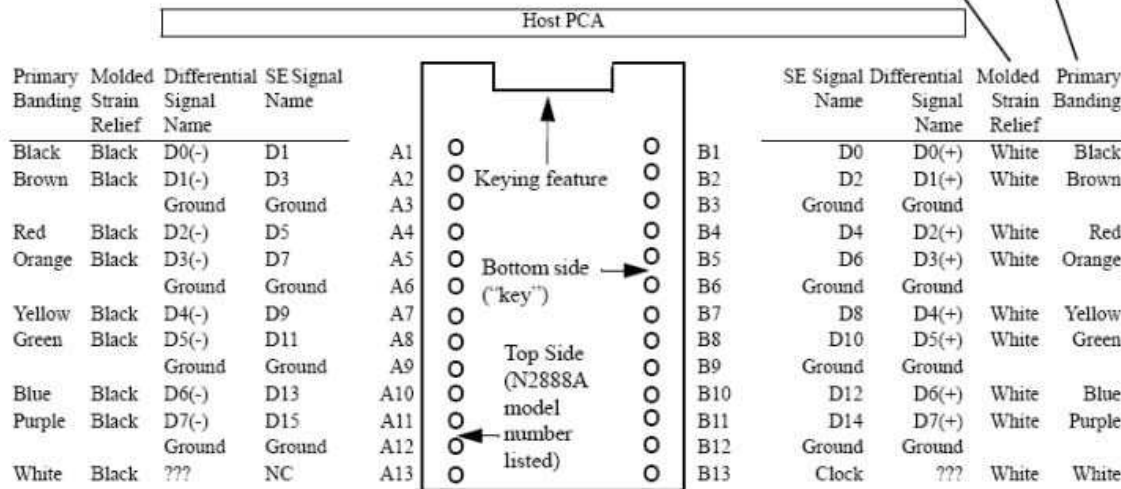 Host PCA
Primary Molded Differential SE Signal
Banding Strain Signal Name
Relief Name
SE Signal Differential Molded Primary
Name Signal Strain Banding
Name Relief
Black Black D0(-) D1 A1 B1 D0 D0(+) White Black
Brown Black D1(-) D3 A2 Keying feature B2 D2 D1(+) White Brown
Ground Ground A3 B3 Ground Ground
Red Black D2(-) D5 A4 B4 D4 D2(+) White Red
Orange Black D3(-) D7 A5 Bottom side B5 D6 D3(+) White Orange
Ground Ground A6 ("key") B6 Ground Ground
Yellow Black D4(-) D9 A7 B7 D8 D4(+) White Yellow
Green Black D5(-) D11 A8 Top Side B8 D10 D5(+) White Green
Ground Ground A9 (N2888A B9 Ground Ground
Blue Black D6(-) D13 A10 model B10 D12 D6(+) White Blue
Purple Black D7(-) D15 A11 number B11 D14 D7(+) White Purple
Ground Ground A12 listed) B12 Ground Ground
White Black ??? NC A13 B13 Clock ??? White White